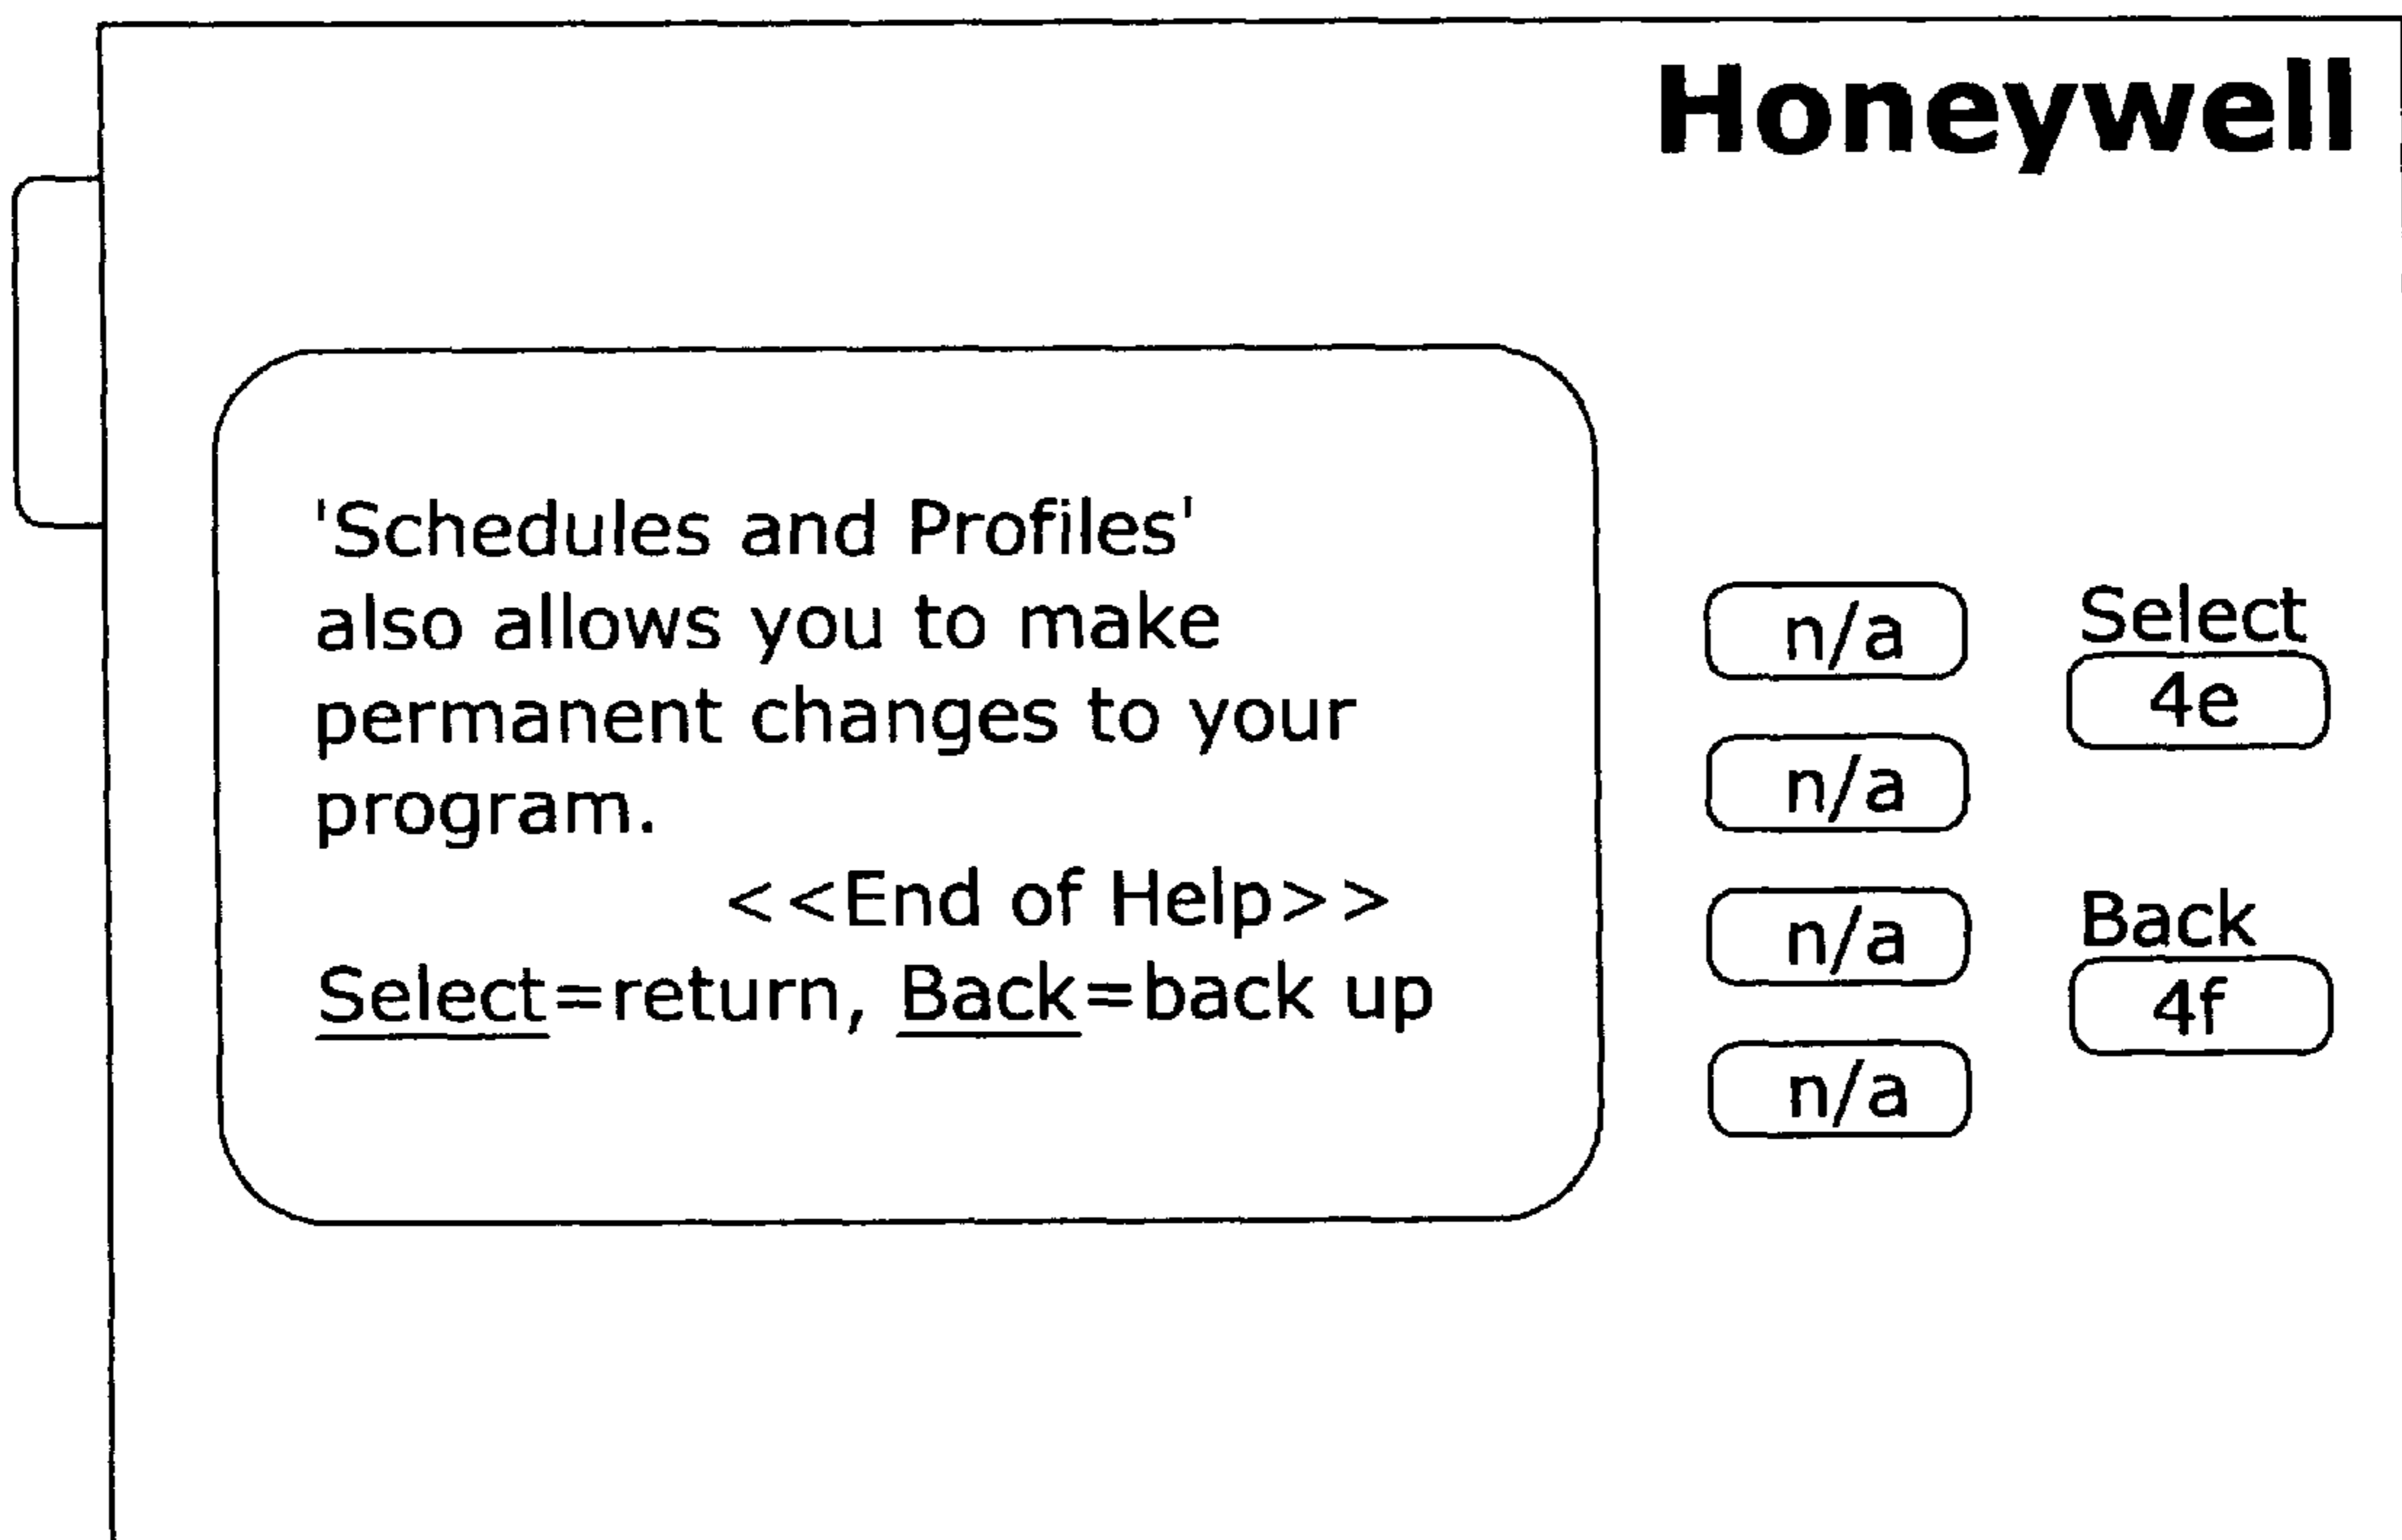 Honeywell
'Schedules and Profiles'
also allows you to make
permanent changes to your
program.
<<End of Help>>
Select=return, Back=back up
n/a
n/a
n/a
n/a
Select
4e
Back
4f